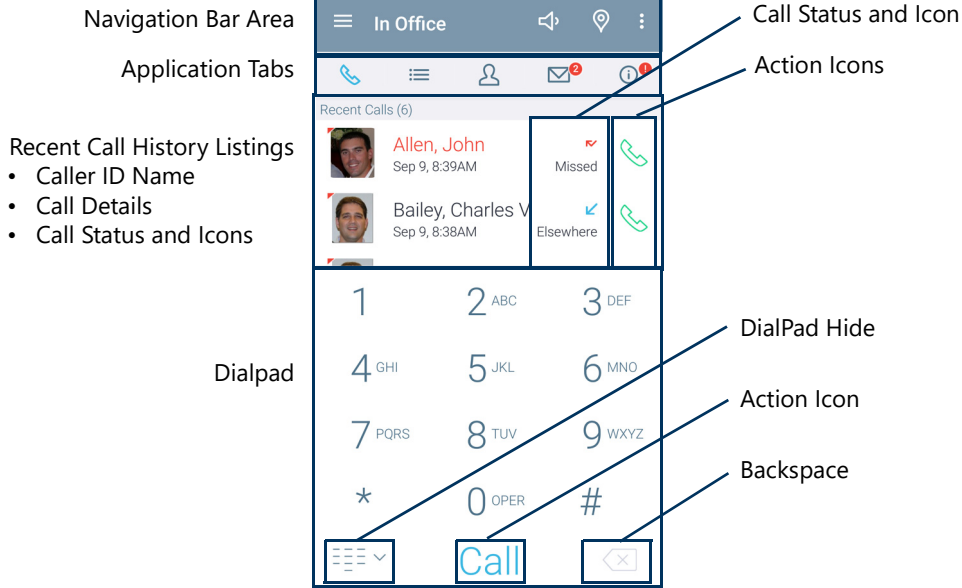 Navigation Bar Area
In Office
Call Status and Icon
Application Tabs
2
!
Action Icons
Recent Calls (6)
Recent Call History Listings
• Caller ID Name
• Call Details
• Call Status and Icons
Allen, John
Sep 9, 8:39AM
Missed
Bailey, Charles V
Sep 9, 8:38AM
Elsewhere
1 2 ABC 3 DEF
DialPad Hide
Dialpad
4 GHI 5 JKL 6 MNO
Action Icon
7 PQRS 8 TUV 9 WXYZ
Backspace
* 0 OPER #
Call